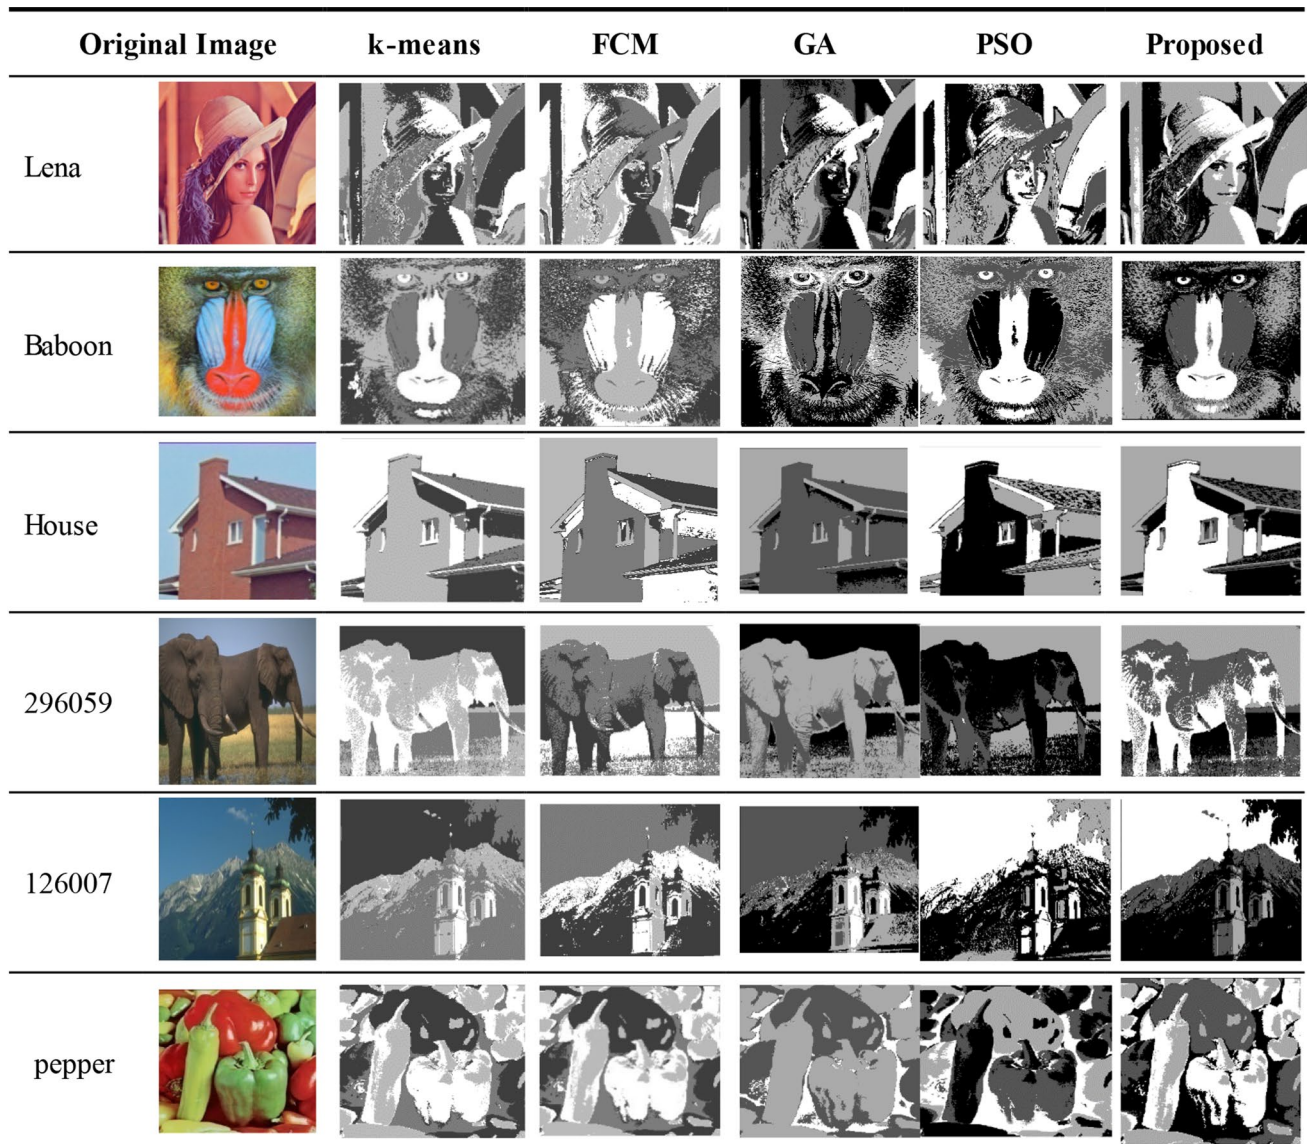 Original Image k-means FCM GA PSO Proposed
Lena
Baboon
House
296059
126007
pepper